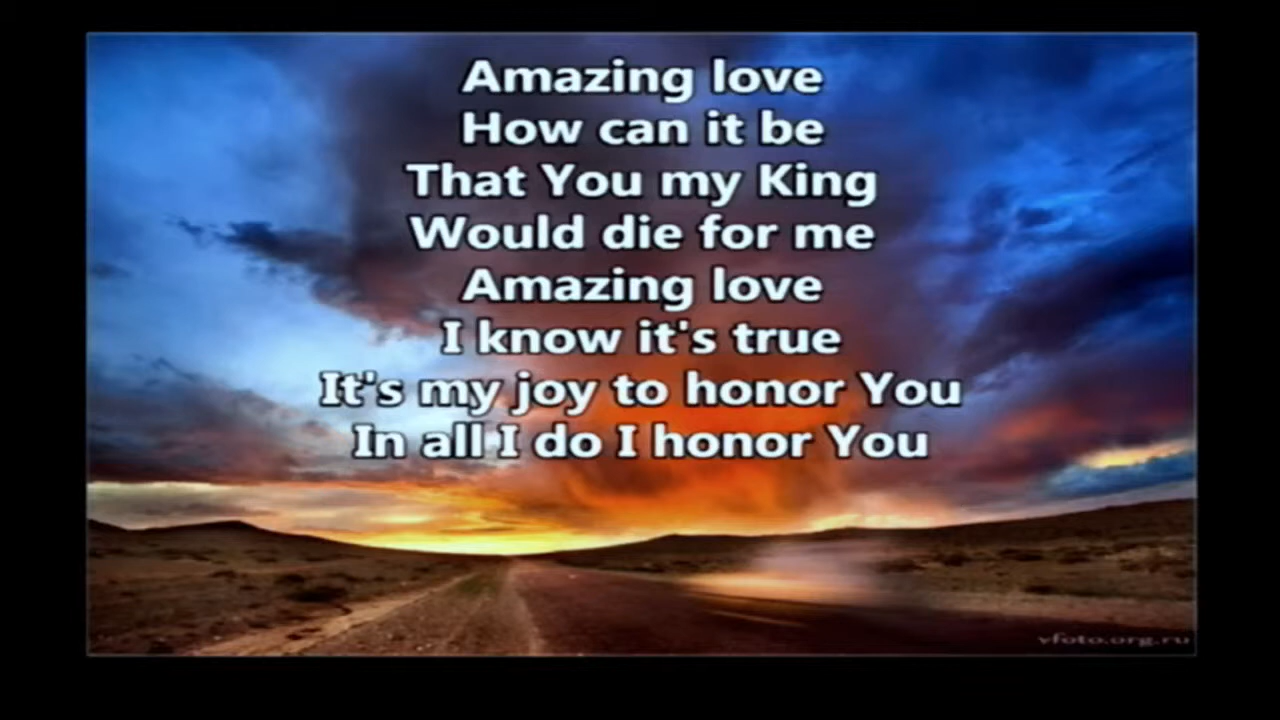 Amazing love
How can it be
That You my King
Would die for me
Amazing love
I know it's true
It's my joy to honor You
In all I do I honor You
vfoto.org.ru